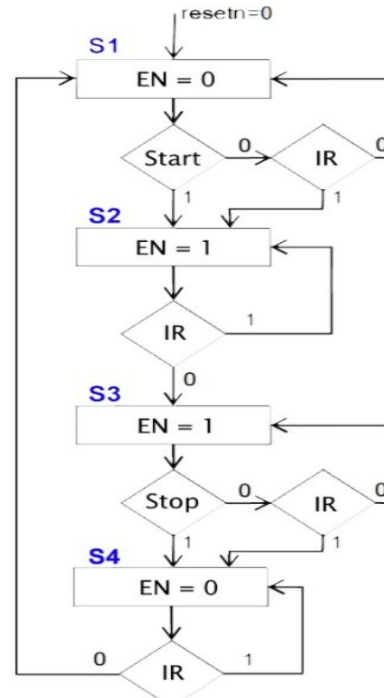 resetn=0
S1
EN = 0
Start
0
IR
0
1
1
S2
EN = 1
IR
1
0
S3
EN = 1
Stop
0
IR
0
1
1
S4
EN = 0
0
IR
1